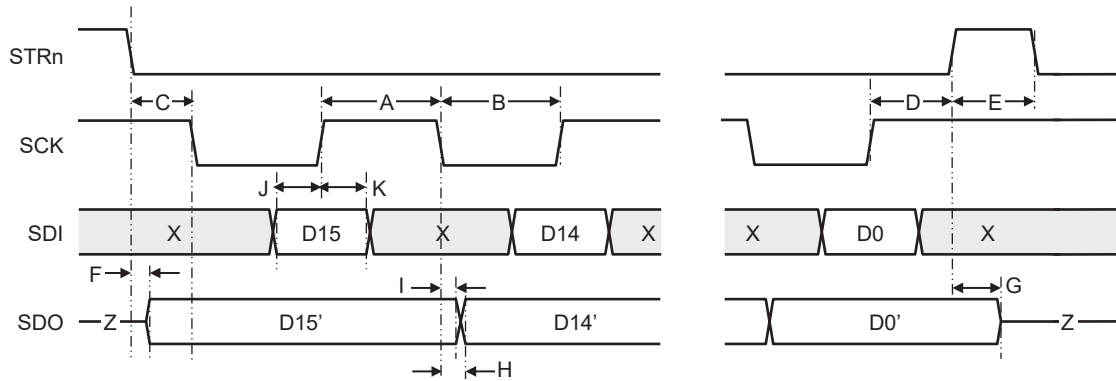 STRn
C A B D E
SCK
J K
SDI X D15 X D14 X X D0 X
F I G
SDO Z D15’ D14’ D0’ Z
H